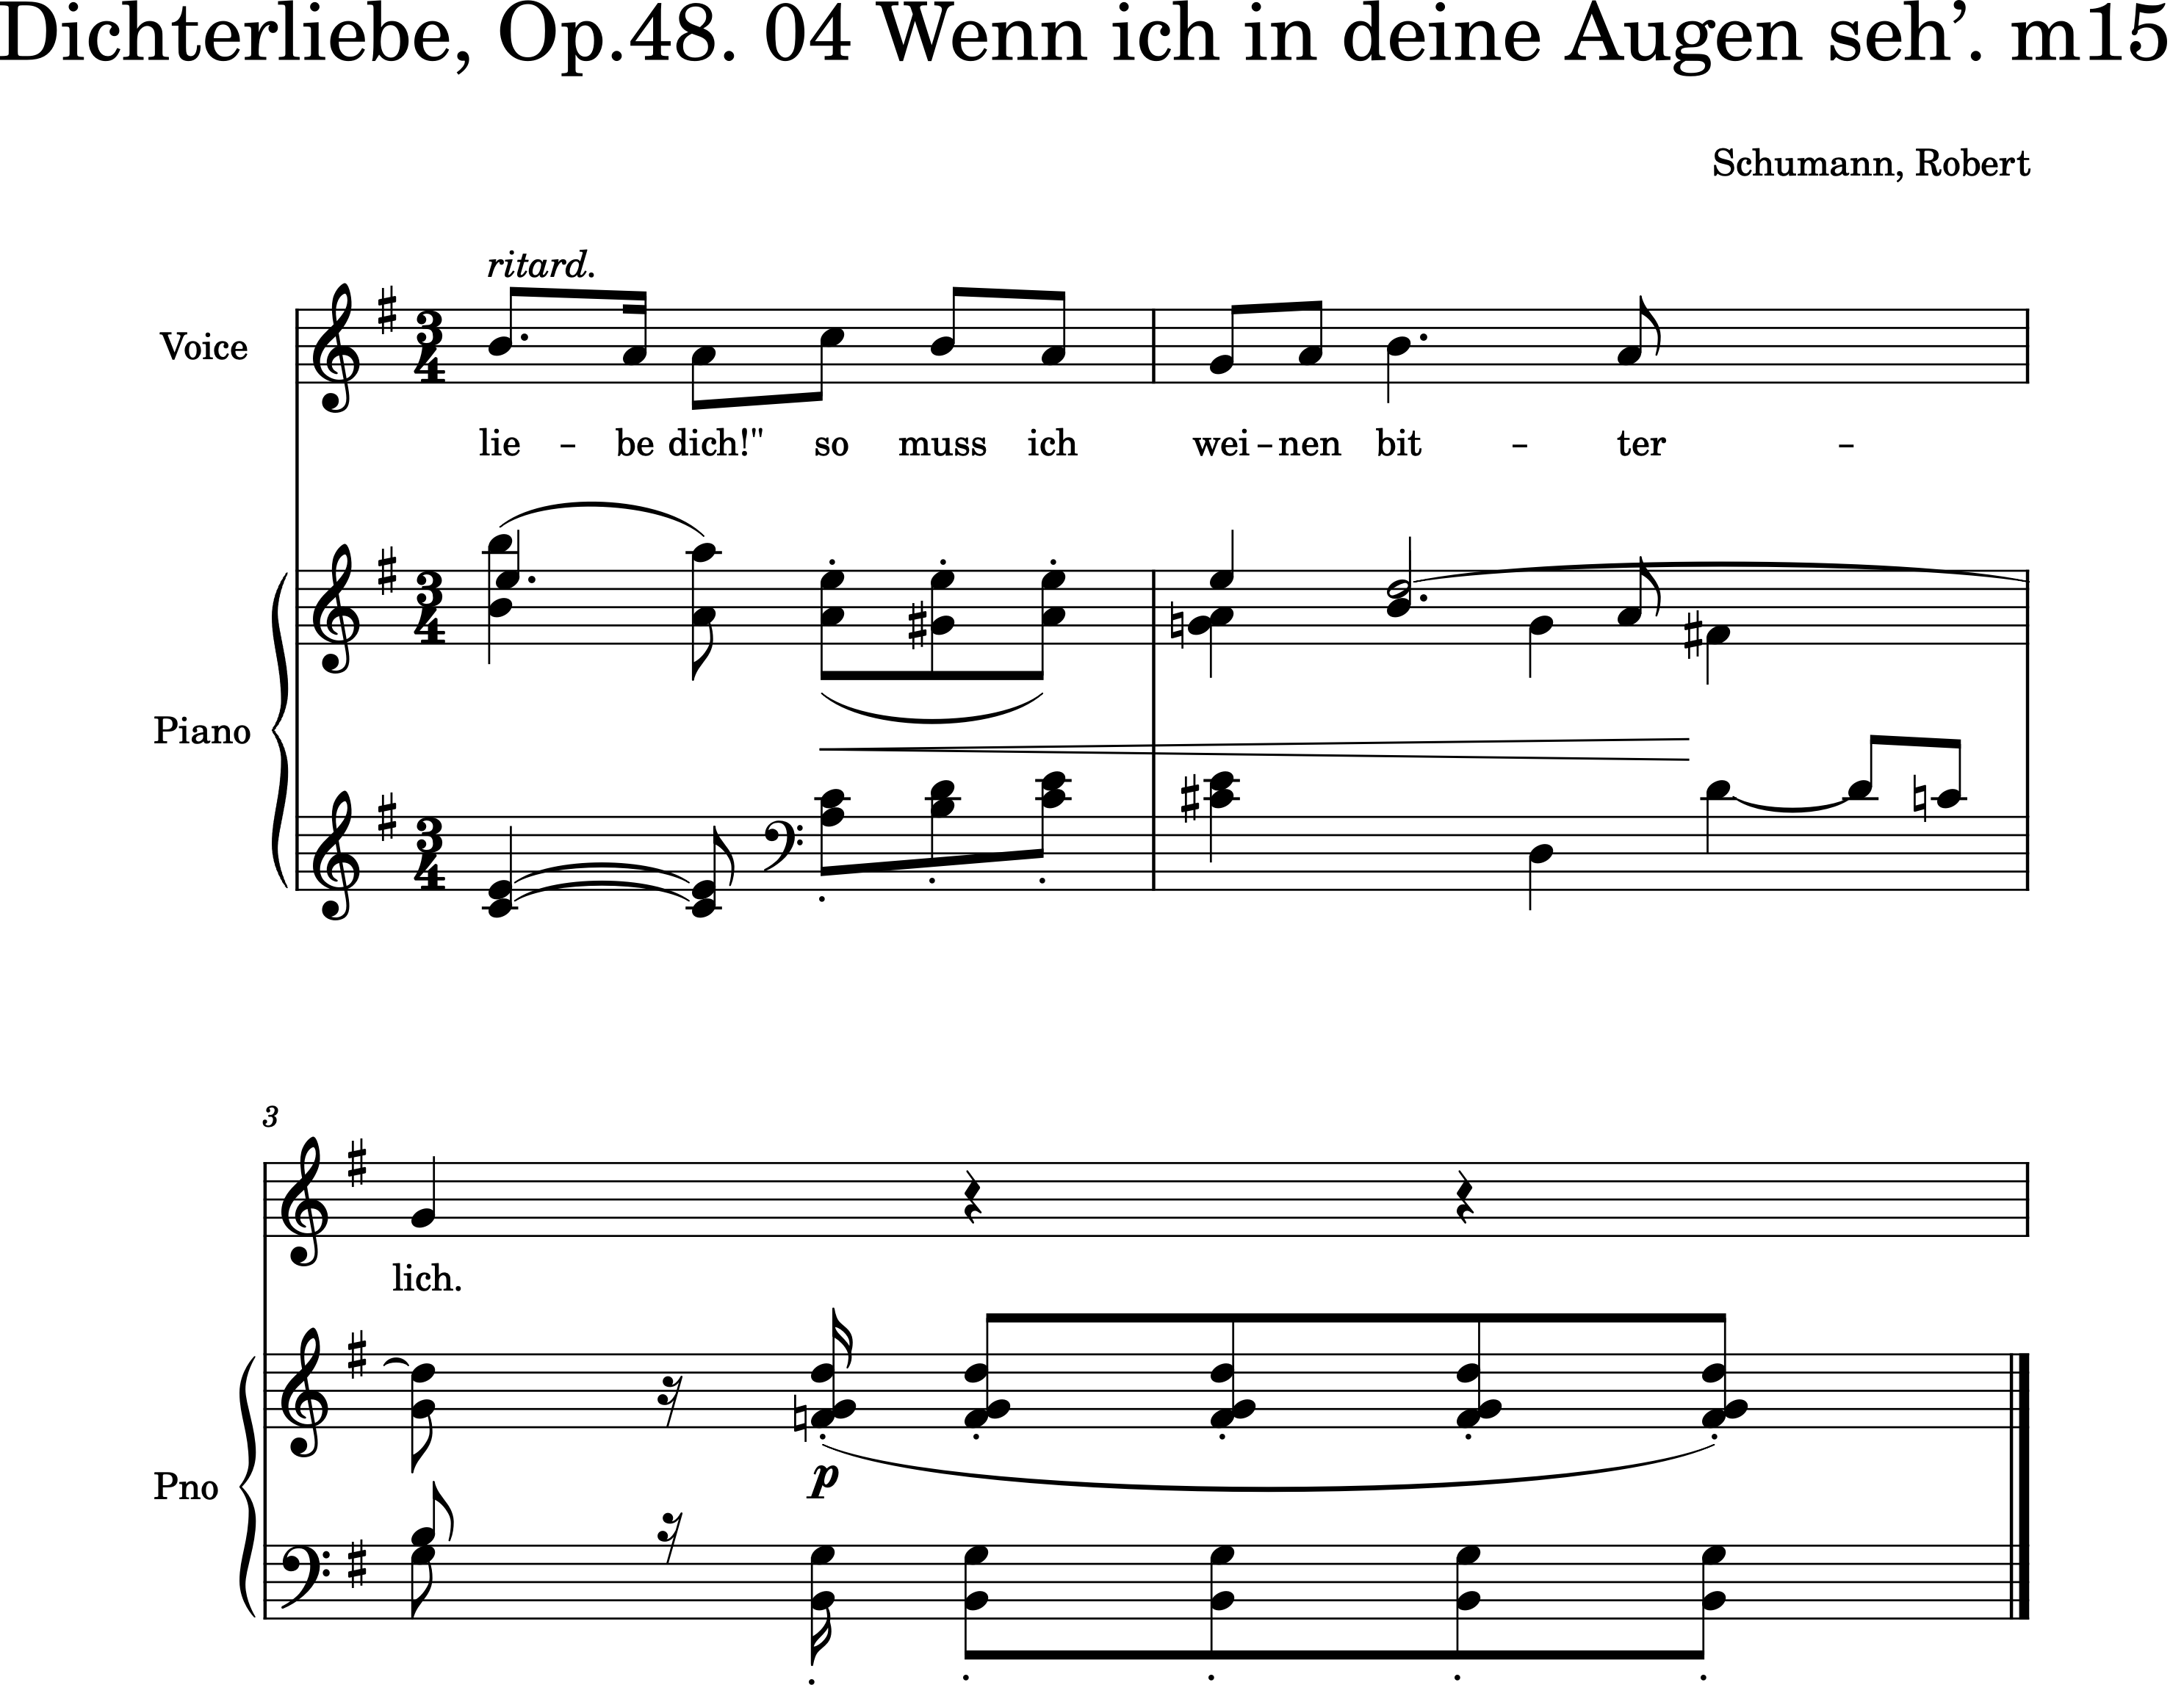 Dichterliebe, Op.48. 04 Wenn ich in deine Augen seh’. m15
Schumann, Robert
ritard.
Voice
lie – be dich!" so muss ich wei – nen bit – ter –
Piano
3
lich.
Pno
p